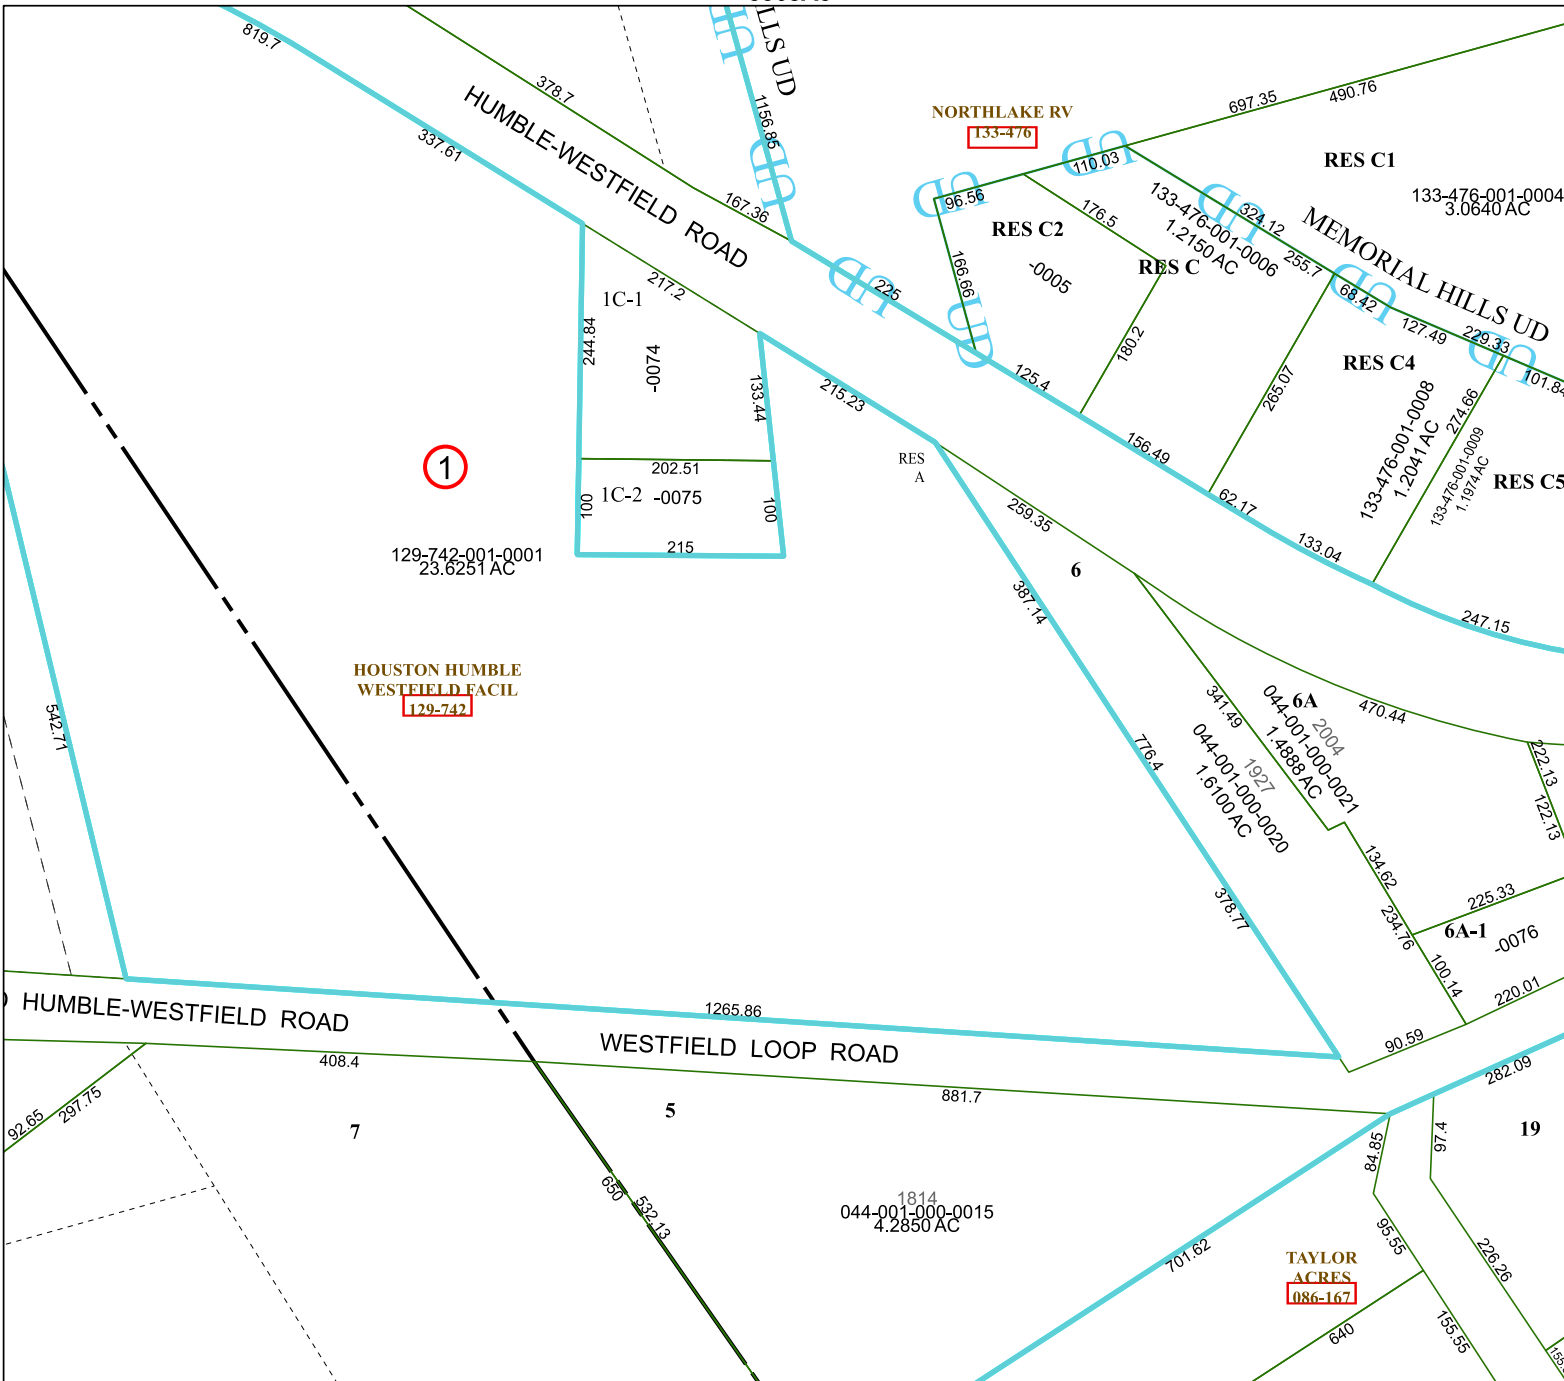 819.7
378.7
337.61
HUMBLE-WESTFIELD ROAD
167.36
1156.85
LLS UD
UD
UD
NORTHLAKE RV
133-476
697.35
490.76
RES C1
133-476-001-0004
3.0640 AC
UD
110.03
UD
96.56
176.5
133-476-001-0006
1.2150 AC
UD
324.12
255.7
MEMORIAL HILLS UD
RES C2
-0005
RES C
166.66
UD
217.2
UD
225
1C-1
-0074
244.84
133.44
215.23
125.4
180.2
265.07
UD
68.42
127.49
229.33
UD
101.84
RES C4
133-476-001-0008
1.2041 AC
274.66
133-476-001-0009
1.1974 AC
RES C5
156.49
62.17
133.04
247.15
1
202.51
1C-2 -0075
100
100
215
RES
A
259.35
6
387.14
129-742-001-0001
23.6251 AC
HOUSTON HUMBLE
WESTFIELD FACIL
129-742
542.71
776.4
378.77
341.49
6A
2004
044-001-000-0021
1.4888 AC
1927
044-001-000-0020
1.6100 AC
470.44
222.13
122.13
134.62
234.76
225.33
6A-1
-0076
100.14
220.01
90.59
HUMBLE-WESTFIELD ROAD
1265.86
WESTFIELD LOOP ROAD
408.4
881.7
282.09
92.65
297.75
7
5
19
84.85
97.4
650
532.13
1814
044-001-000-0015
4.2850 AC
701.62
95.55
226.26
TAYLOR
ACRES
086-167
640
155.55